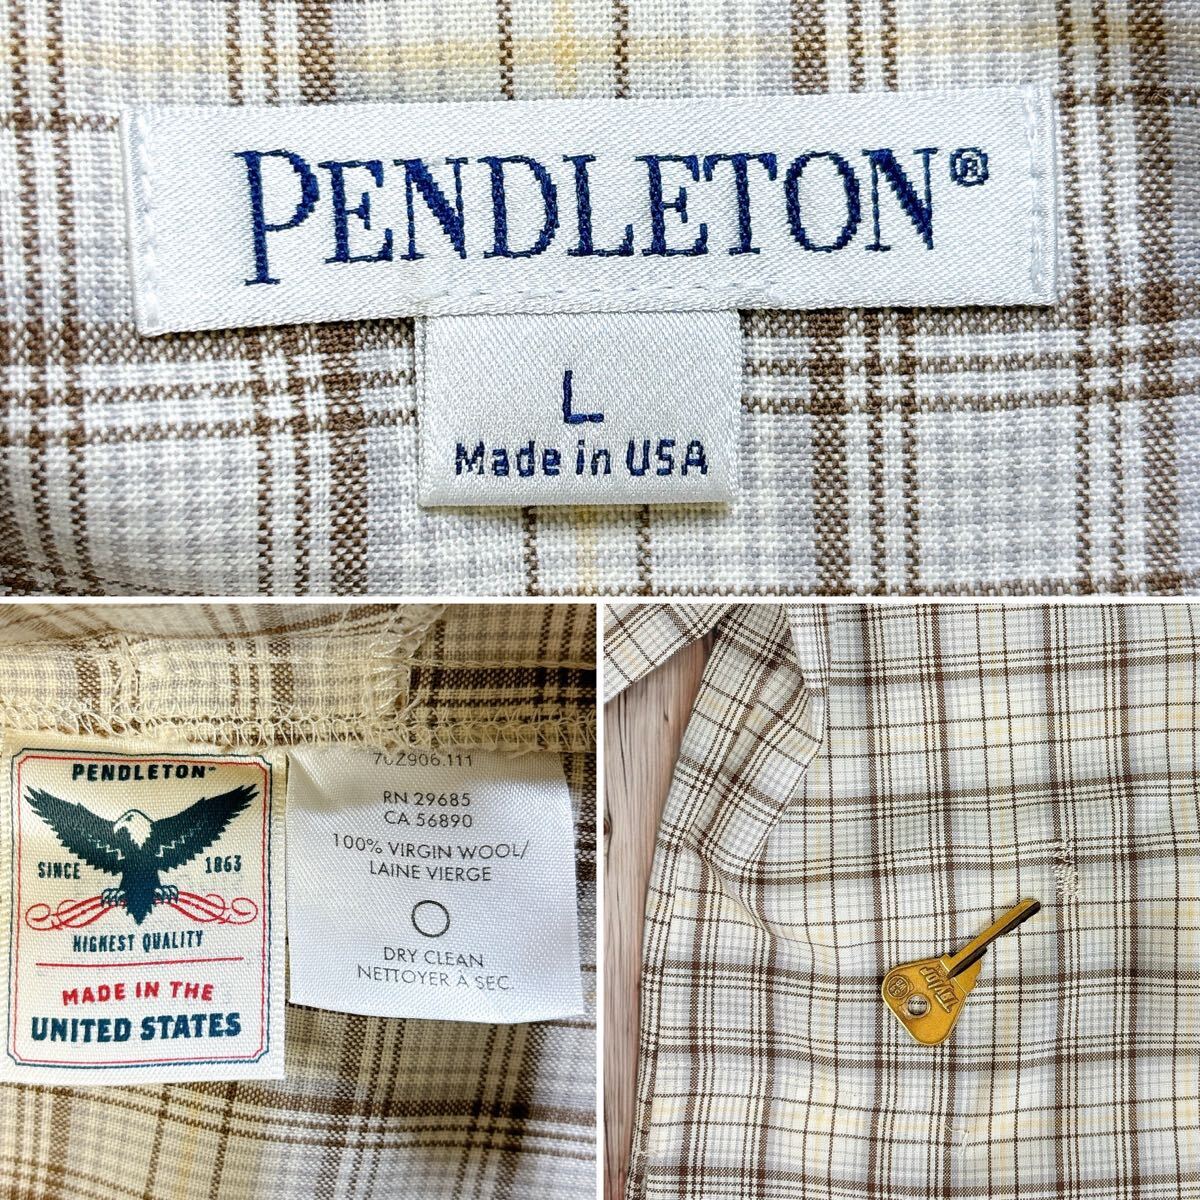 PENDLETON®
L
Made in USA
PENDLETON
SINCE 1863
HIGHEST QUALITY
MADE IN THE
UNITED STATES
RN 29685
CA 56890
100% VIRGIN WOOL/
LAINE VIERGE
DRY CLEAN
NETTOYER À SEC.
TAYLOR